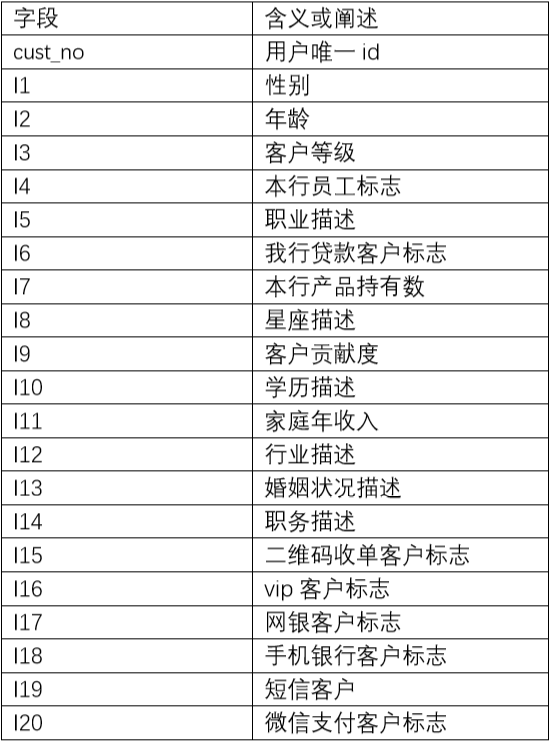 字段 含义或阐述
cust_no 用户唯一 id
I1 性别
I2 年龄
I3 客户等级
I4 本行员工标志
I5 职业描述
I6 我行贷款客户标志
I7 本行产品持有数
I8 星座描述
I9 客户贡献度
I10 学历描述
I11 家庭年收入
I12 行业描述
I13 婚姻状况描述
I14 职务描述
I15 二维码收单客户标志
I16 vip 客户标志
I17 网银客户标志
I18 手机银行客户标志
I19 短信客户
I20 微信支付客户标志